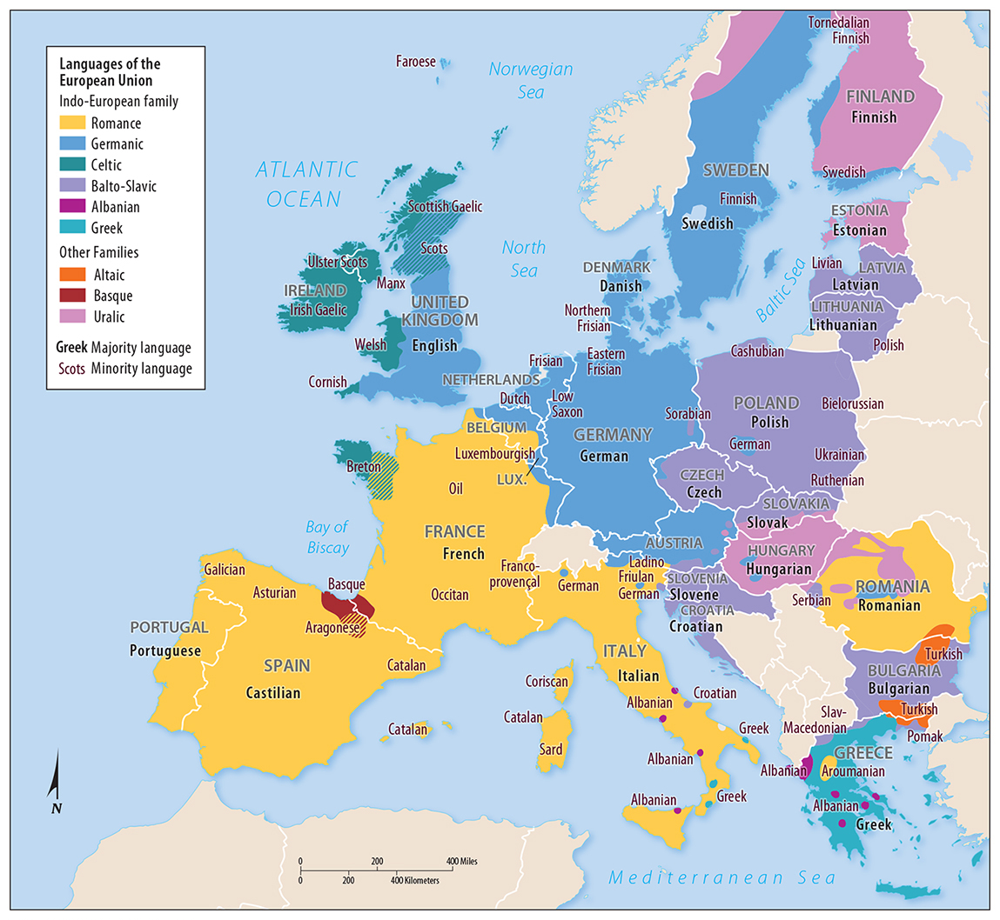 Languages of the
European Union
Indo-European family
Romance
Germanic
Celtic
Balto-Slavic
Albanian
Greek
Other Families
Altaic
Basque
Uralic
Greek Majority language
Scots Minority language
Tornedalian
Finnish
Faroese
Norwegian
Sea
FINLAND
Finnish
ATLANTIC
OCEAN
SWEDEN
Swedish
Finnish
Scottish Gaelic
ESTONIA
Swedish
Estonian
North
Sea
Scots
Ulster Scots
DENMARK
Danish
Livian
LATVIA
Latvian
Baltic Sea
Manx
IRELAND
Irish Gaelic
UNITED
KINGDOM
Northern
Frisian
LITHUANIA
Lithuanian
Welsh
English
Polish
Cashubian
Eastern
Frisian
Frisian
Cornish
NETHERLANDS
Dutch
Low
Saxon
Sorabian
POLAND
Polish
Bielorussian
BELGIUM
GERMANY
German
German
Luxembourgish
Ukrainian
Breton
LUX.
CZECH
Czech
Ruthenian
Oil
SLOVAKIA
Slovak
Bay of
Biscay
FRANCE
French
AUSTRIA
HUNGARY
Hungarian
Galician
Franco-
provençal
Ladino
Friulan
German
German
SLOVENIA
Slovene
Basque
Asturian
Occitan
ROMANIA
Romanian
Serbian
CROATIA
Croatian
Aragonese
PORTUGAL
Portuguese
ITALY
Italian
Turkish
SPAIN
Castilian
Catalan
BULGARIA
Bulgarian
Coriscan
Croatian
Albanian
Turkish
Catalan
Catalan
Greek
Slav-
Macedonian
Pomak
Sard
Albanian
GREECE
Albanian
Aroumanian
Albanian
Greek
Albanian
Greek
N
0 200 400 Miles
0 200 400 Kilometers
Mediterranean Sea